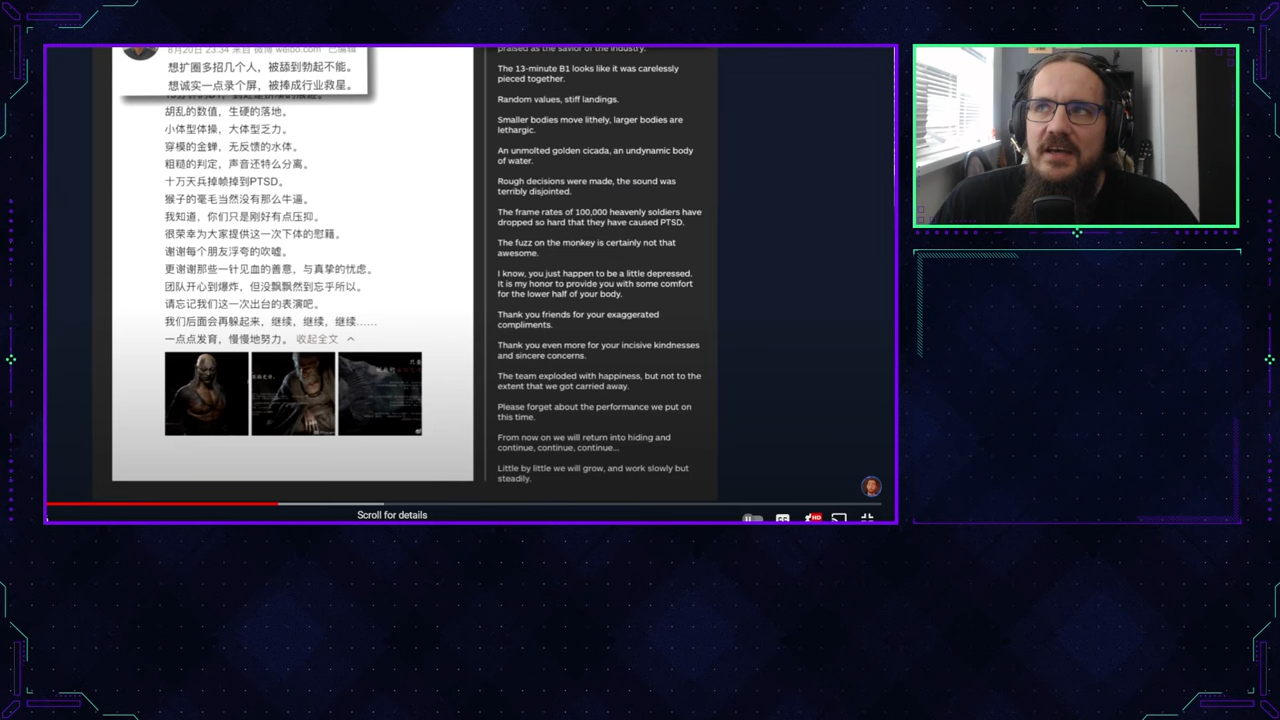 8月20日 23:34 来自 微博 weibo.com 已编辑
想扩圈多招几个人，被舔到勃起不能。
想诚实一点录个屏，被捧成行业救星。
胡乱的数值，生硬的落地。
小体型体操，大体型乏力。
穿模的金蝉，无反馈的水体。
粗糙的判定，声音还特么分离。
十万天兵掉帧掉到PTSD。
猴子的毫毛当然没有那么牛逼。
我知道，你们只是刚好有点压抑。
很荣幸为大家提供这一次下体的慰藉。
谢谢每个朋友浮夸的吹嘘。
更谢谢那些一针见血的善意，与真挚的忧虑。
团队开心到爆炸，但没飘飘然到忘乎所以。
请忘记我们这一次出台的表演吧。
我们后面会再躲起来，继续，继续，继续……
一点点发育，慢慢地努力。 收起全文
praised as the savior of the industry.
The 13-minute B1 looks like it was carelessly
pieced together.
Random values, stiff landings.
Smaller bodies move lithely, larger bodies are
lethargic.
An unmolted golden cicada, an undynamic body
of water.
Rough decisions were made, the sound was
terribly disjointed.
The frame rates of 100,000 heavenly soldiers have
dropped so hard that they have caused PTSD.
The fuzz on the monkey is certainly not that
awesome.
I know, you just happen to be a little depressed.
It is my honor to provide you with some comfort
for the lower half of your body.
Thank you friends for your exaggerated
compliments.
Thank you even more for your incisive kindnesses
and sincere concerns.
The team exploded with happiness, but not to the
extent that we got carried away.
Please forget about the performance we put on
this time.
From now on we will return into hiding and
continue, continue, continue...
Little by little we will grow, and work slowly but
steadily.
Scroll for details
HD